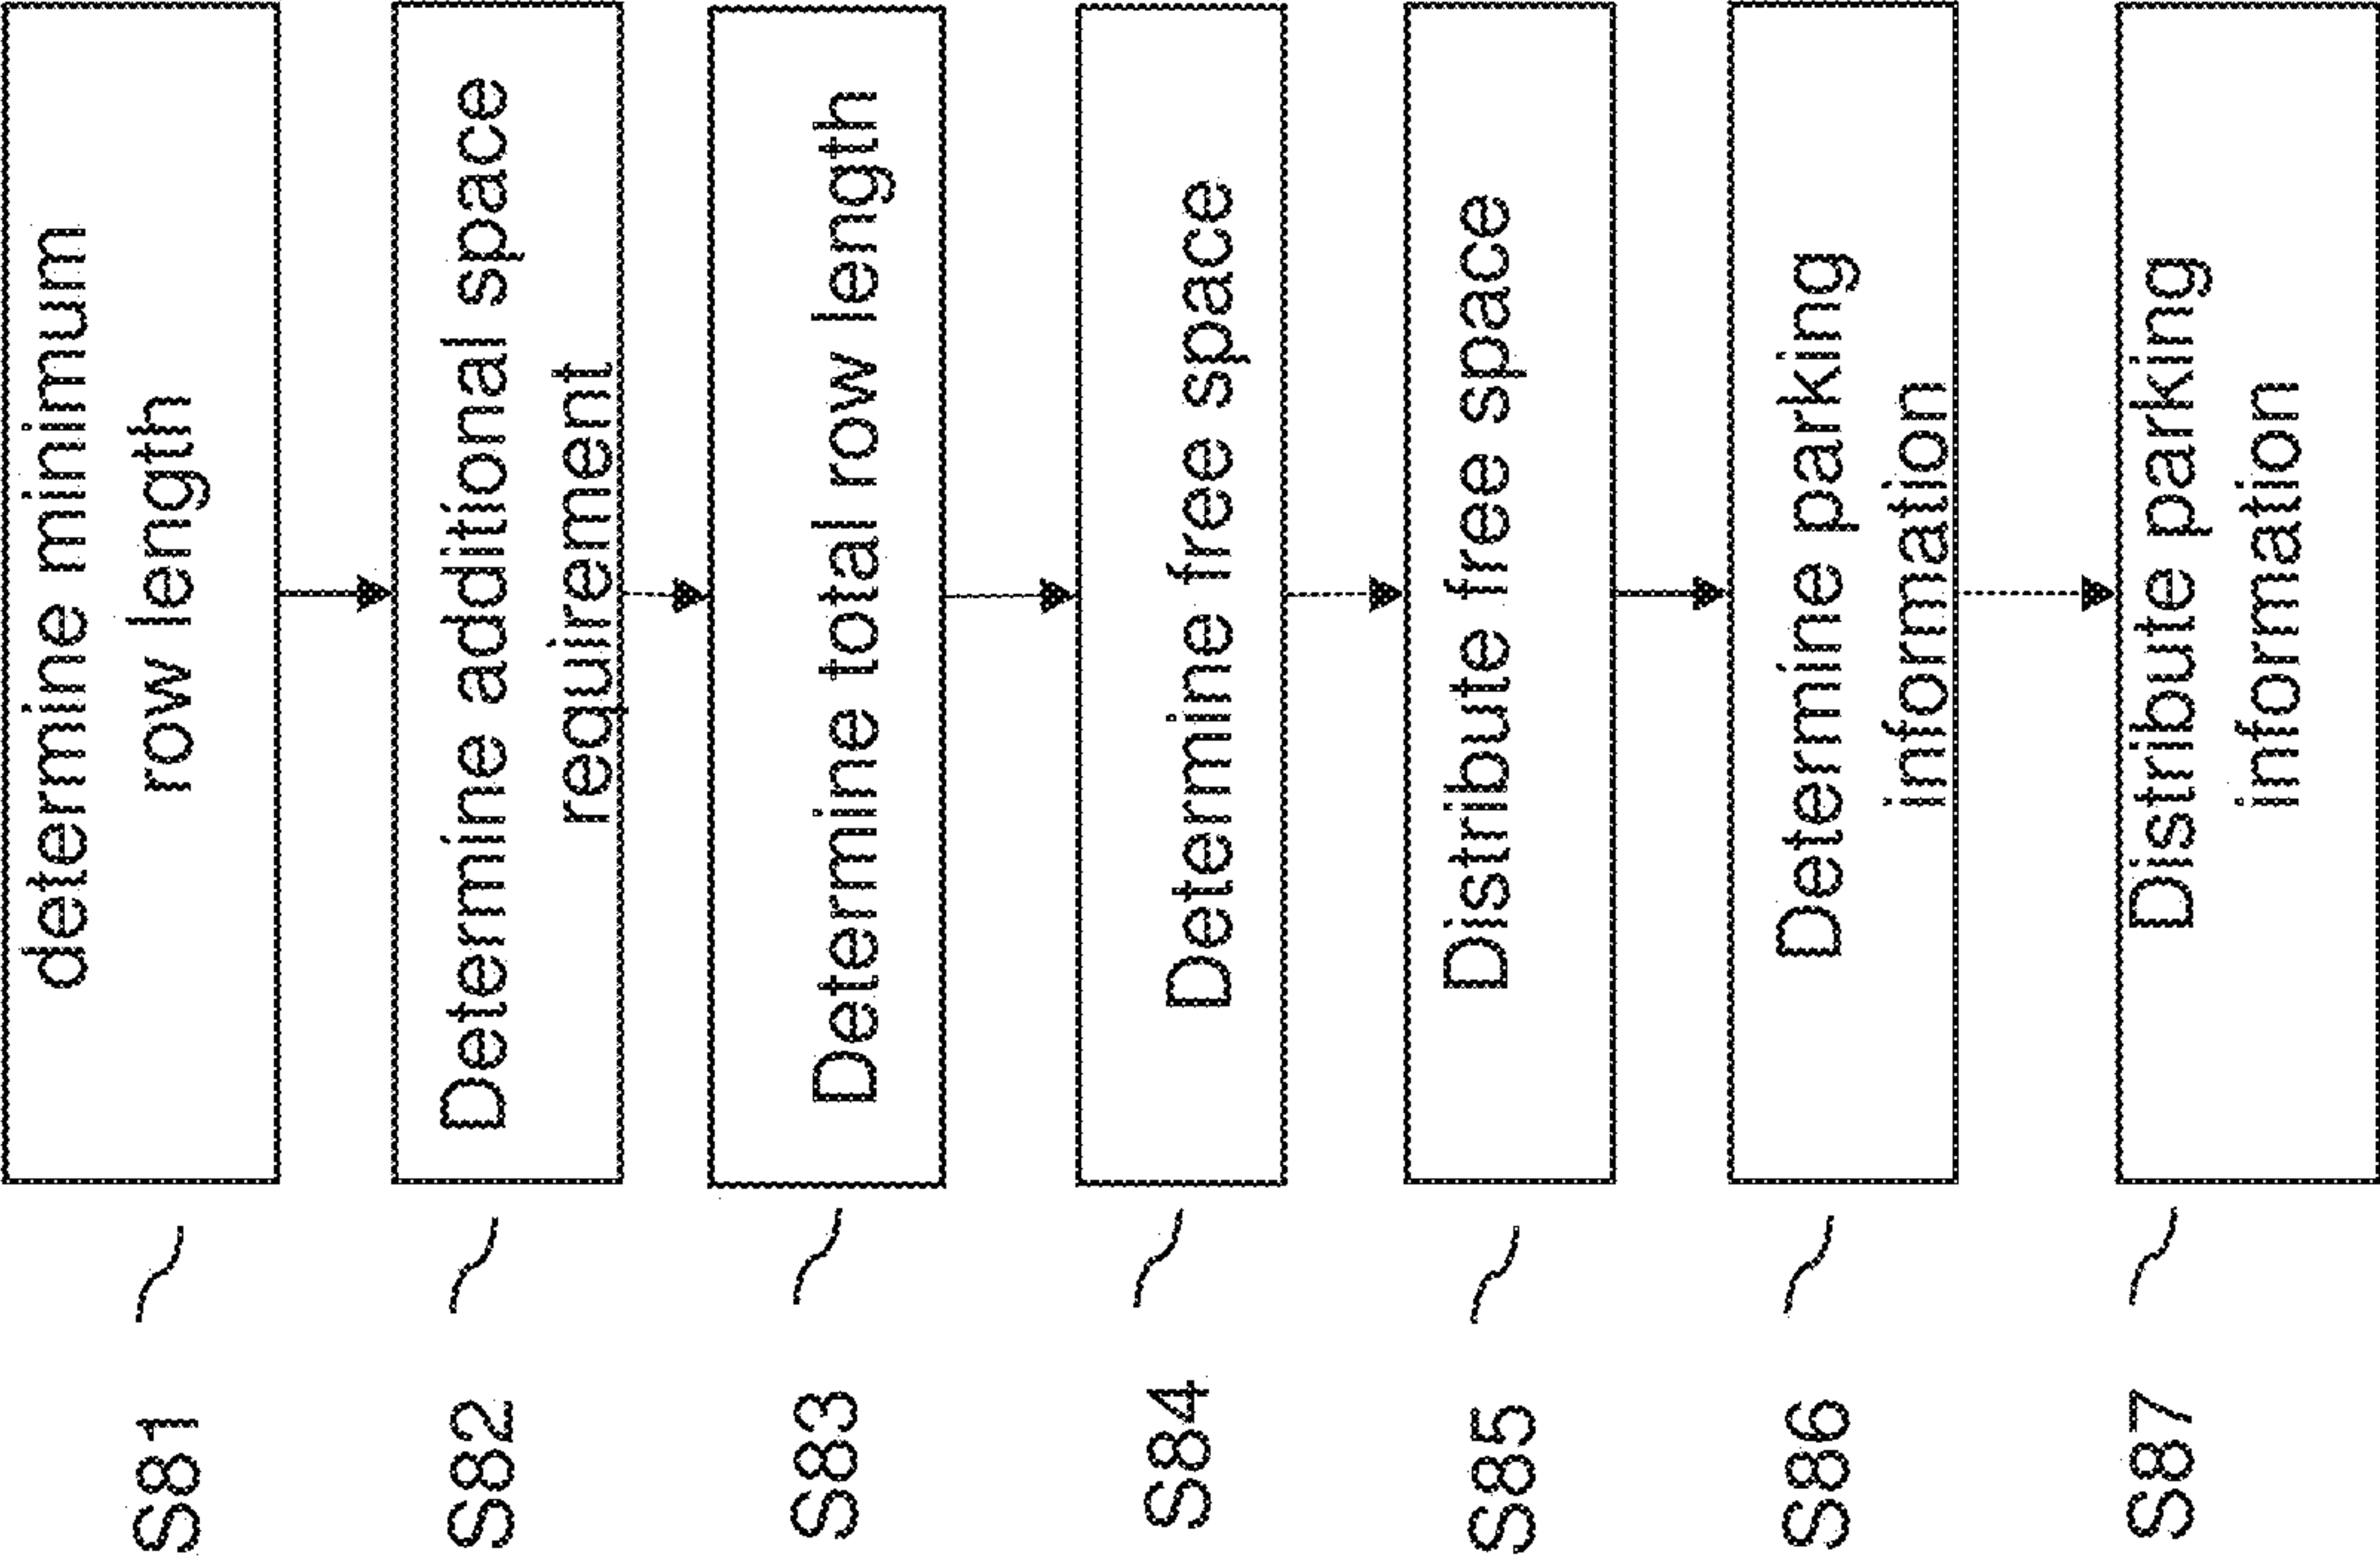 S81
determine minimum
row length
S82
Determine additional space
requirement
S83
Determine total row length
S84
Determine free space
S85
Distribute free space
S86
Determine parking
information
S87
Distribute parking
information